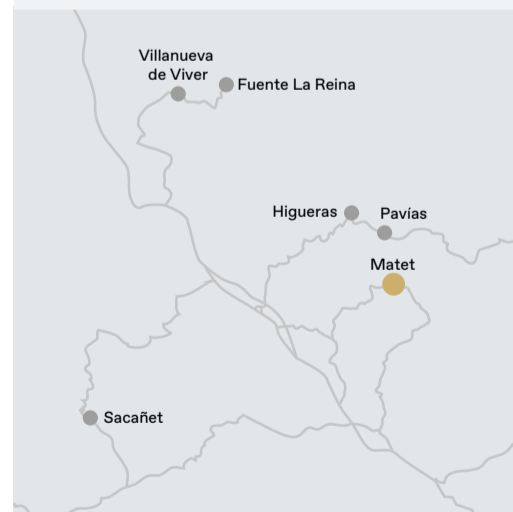 Villanueva
de Viver
Fuente La Reina
Higueras
Pavías
Matet
Sacañet